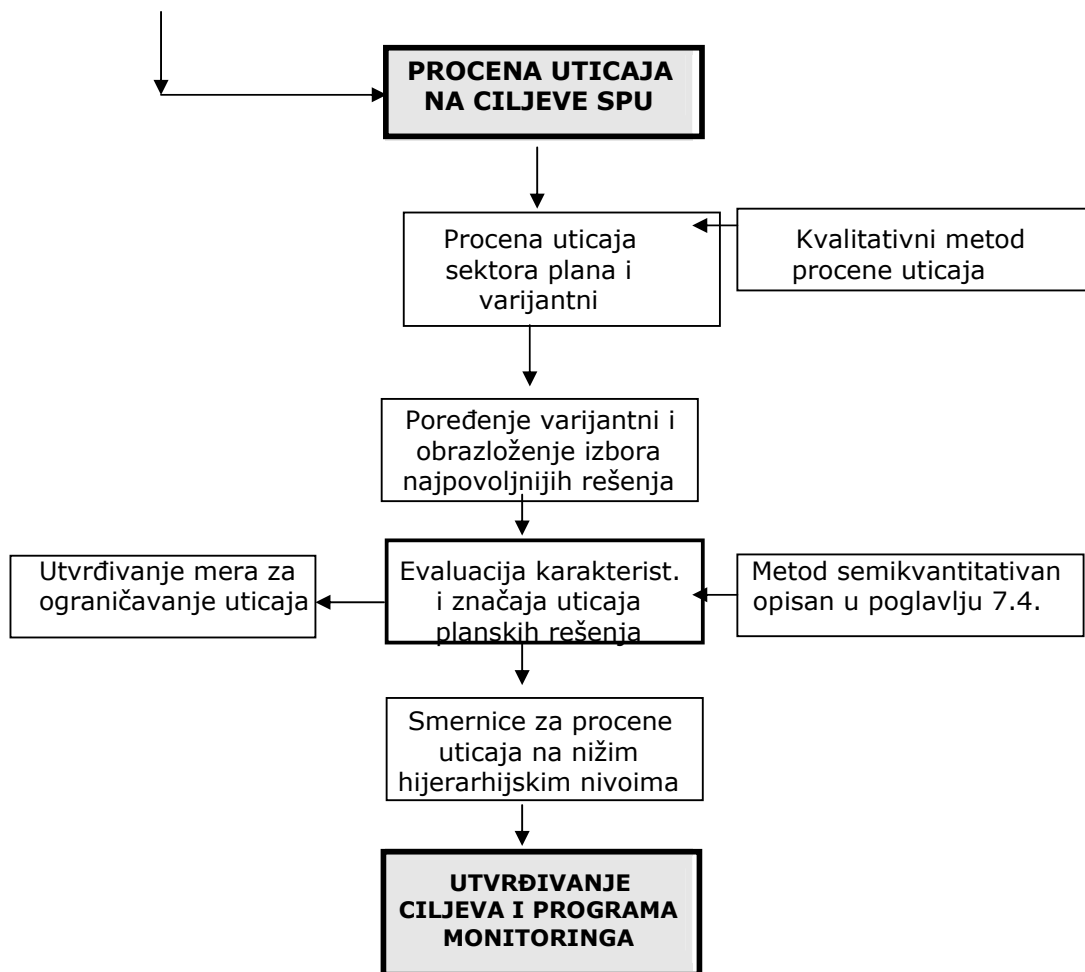 PROCENA UTICAJA
NA CILJEVE SPU
Procena uticaja
sektora plana i
varijantni
Kvalitativni metod
procene uticaja
Poređenje varijantni i
obrazloženje izbora
najpovoljnijih rešenja
Utvrđivanje mera za
ograničavanje uticaja
Evaluacija karakterist.
i značaja uticaja
planskih rešenja
Metod semikvantitativan
opisan u poglavlju 7.4.
Smernice za procene
uticaja na nižim
hijerarhijskim nivoima
UTVRĐIVANJE
CILJEVA I PROGRAMA
MONITORINGA